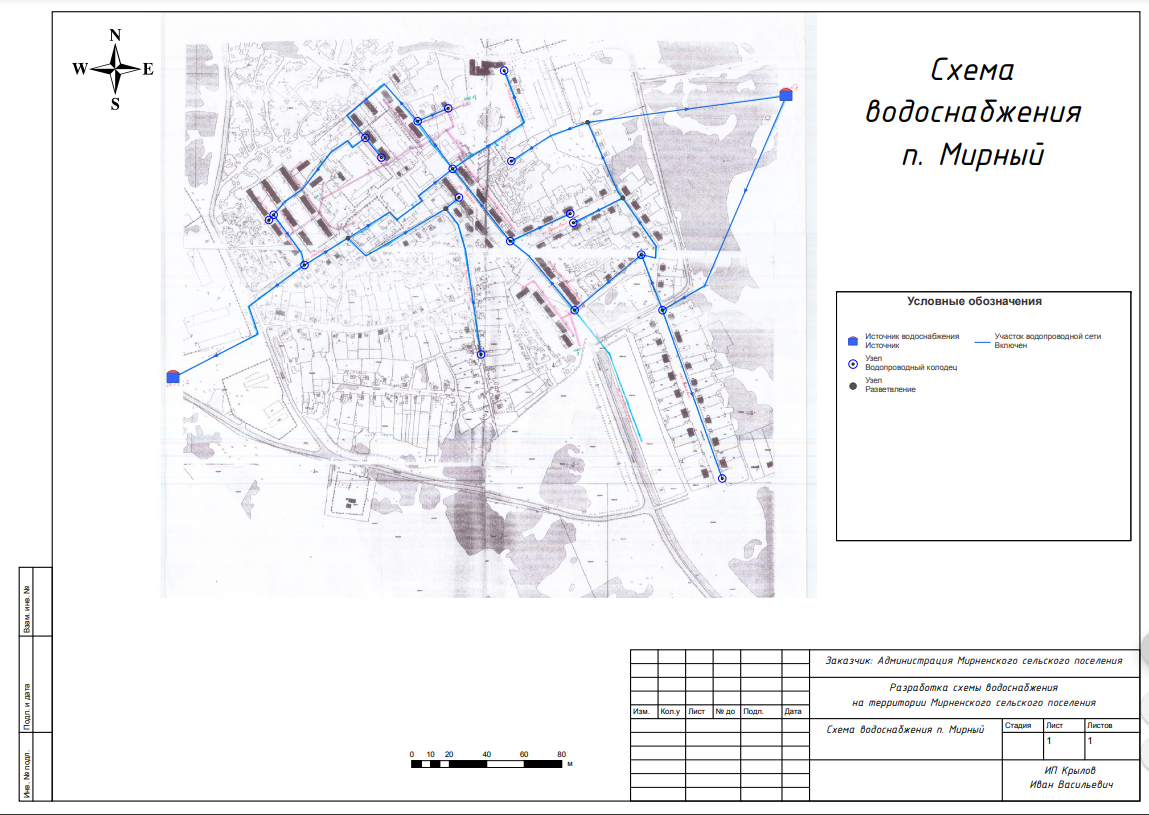 N
W E
S
Схема
водоснабжения
п. Мирный
Условные обозначения
Источник водоснабжения
Источник
Узел
Водопроводный колодец
Узел
Разветвление
Участок водопроводной сети
Включен
Взам. инв. №
Подп. и дата
Инв. № подл.
0 10 20 40 60 80 м
Изм. Кол.у Лист № до Подп. Дата
Заказчик: Администрация Мирненского сельского поселения
Разработка схемы водоснабжения
на территории Мирненского сельского поселения
Схема водоснабжения п. Мирный
Стадия Лист Листов
1 1
ИП Крылов
Иван Васильевич